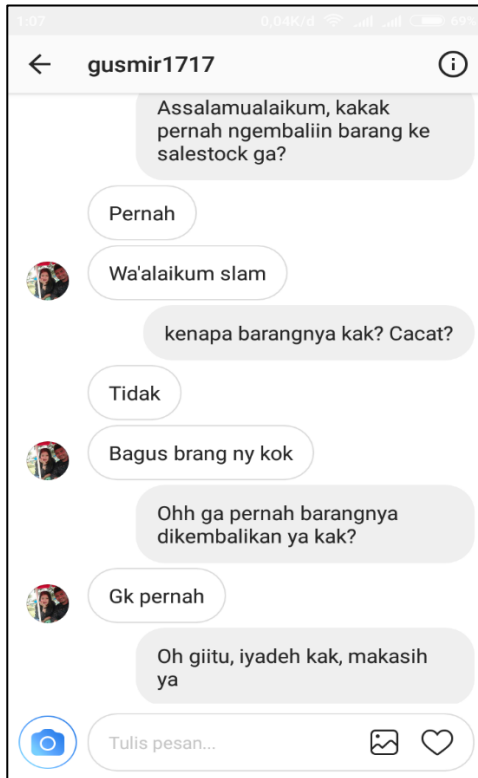 1:07 0,04K/d 69%
gusmir1717
Assalamualaikum, kakak
pernah ngembaliin barang ke
salestock ga?
Pernah
Wa'alaikum slam
kenapa barangnya kak? Cacat?
Tidak
Bagus brang ny kok
Ohh ga pernah barangnya
dikembalikan ya kak?
Gk pernah
Oh giitu, iyadeh kak, makasih
ya
Tulis pesan...